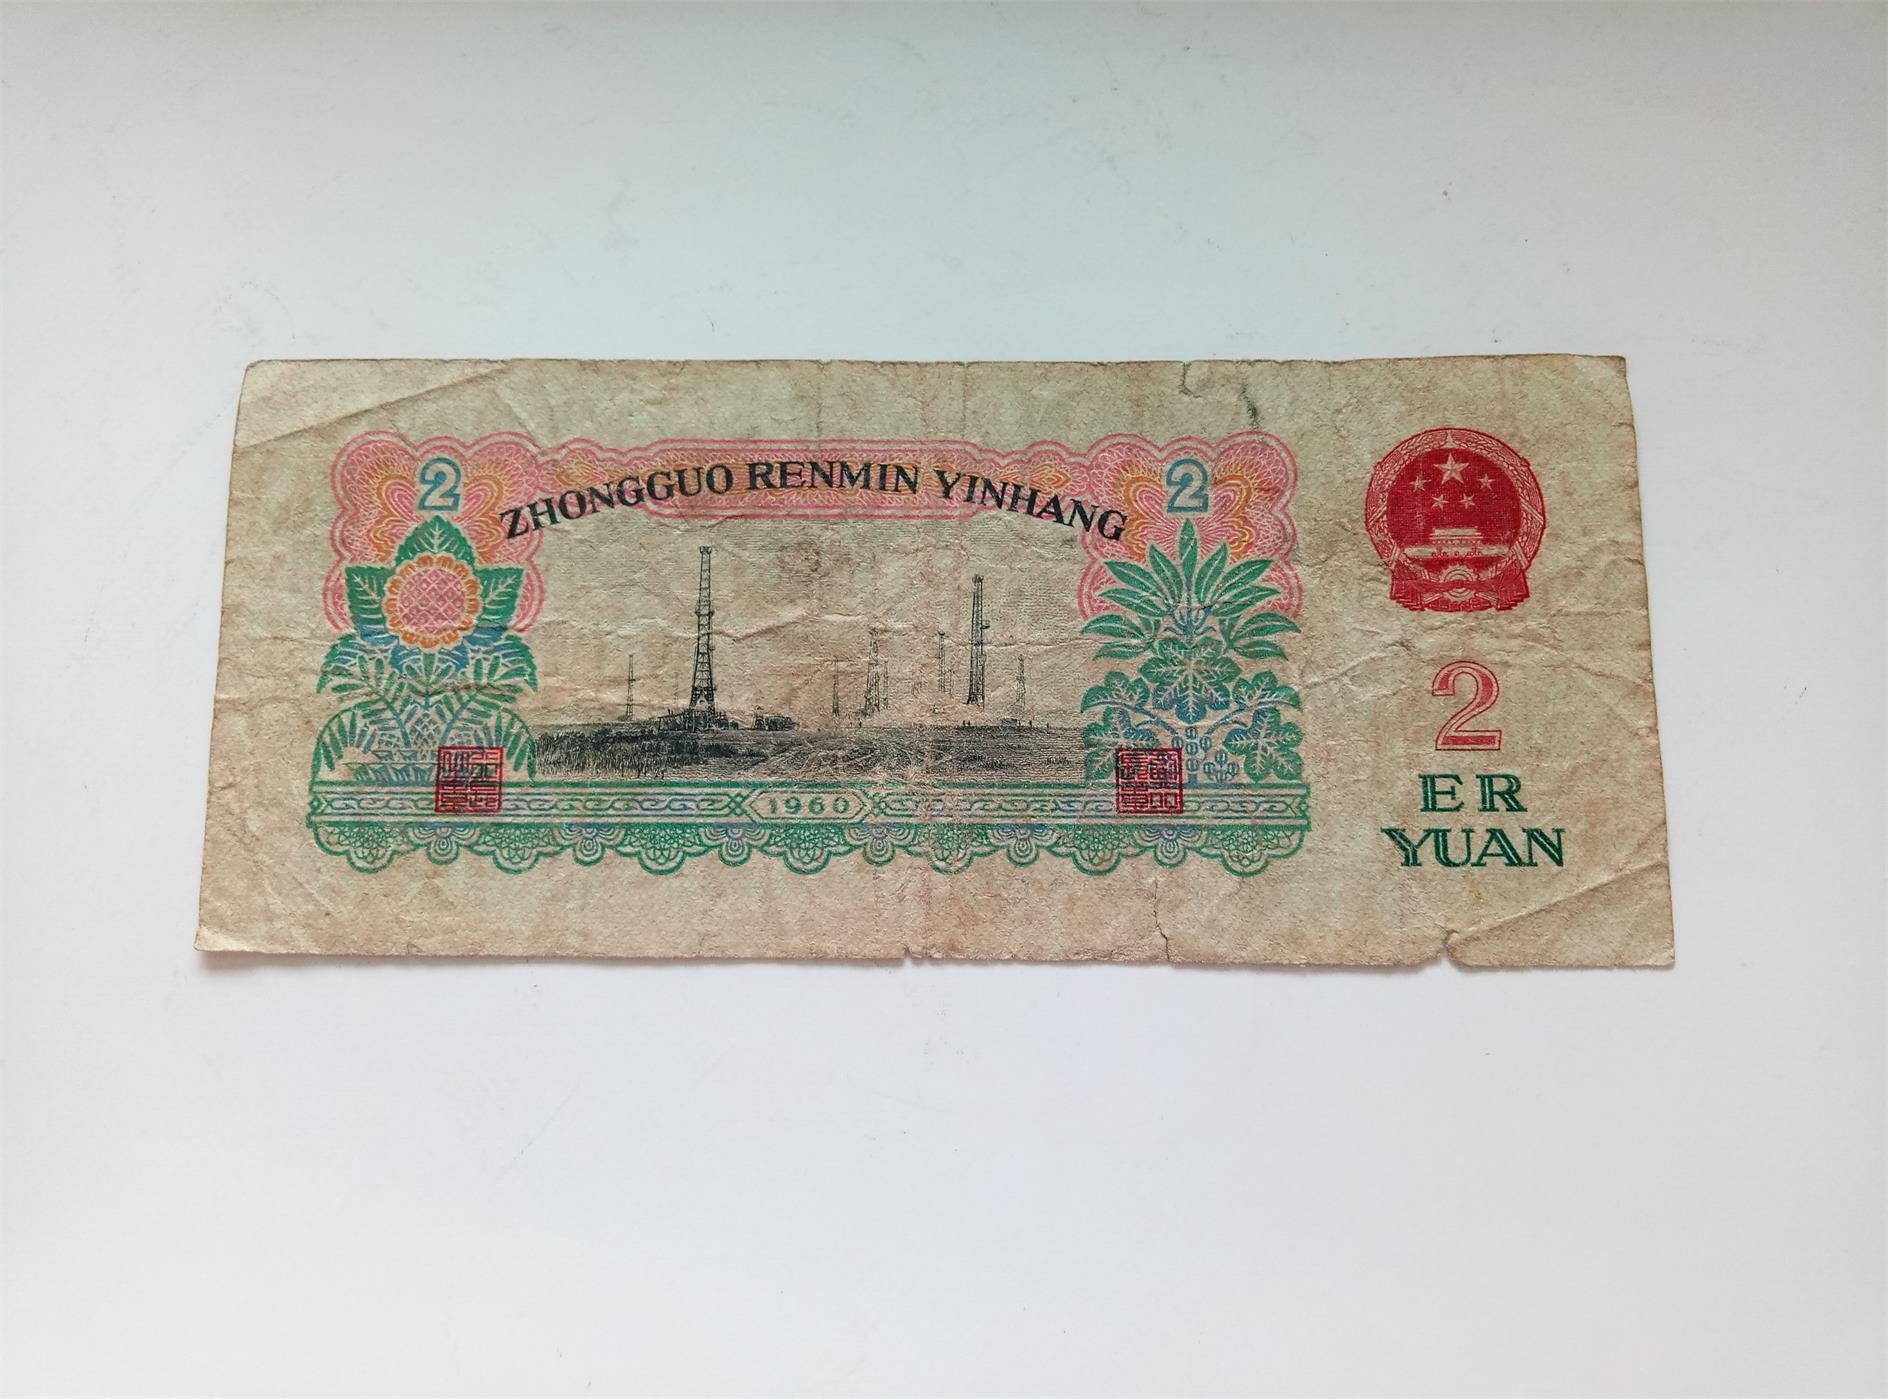 2 ZHONGGUO RENMIN YINHANG 2
1960
2
ER
YUAN